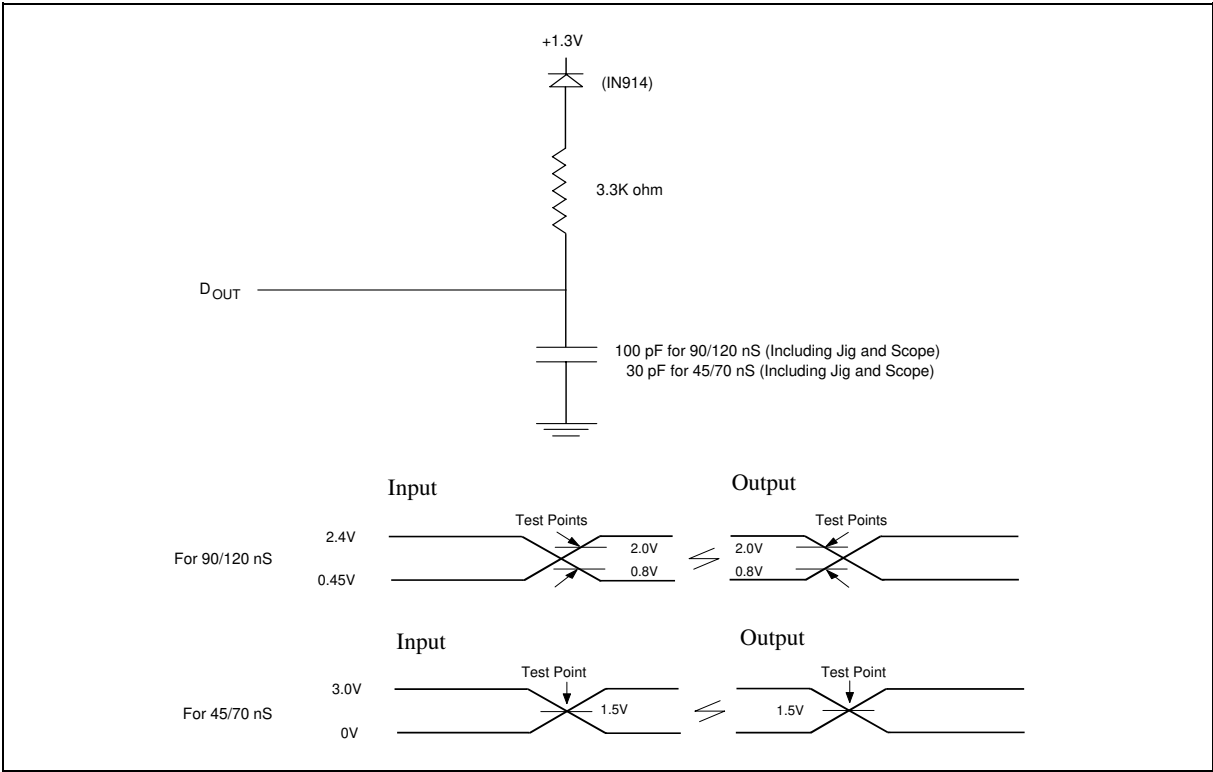 +1.3V
(IN914)
3.3K ohm
DOUT
100 pF for 90/120 nS (Including Jig and Scope)
30 pF for 45/70 nS (Including Jig and Scope)
Input
Output
Test Points
Test Points
2.4V
2.0V
2.0V
For 90/120 nS
0.8V
0.8V
0.45V
Input
Output
Test Point
Test Point
3.0V
1.5V
1.5V
For 45/70 nS
0V